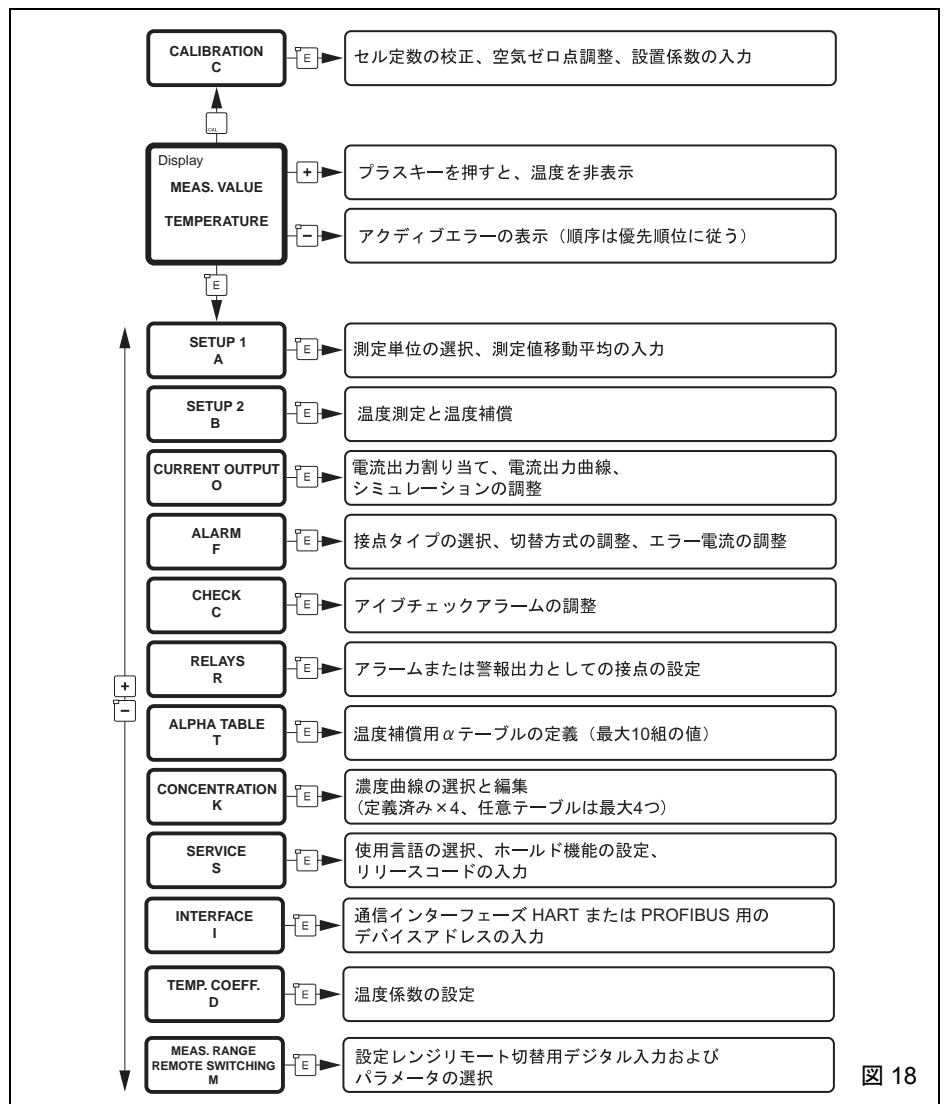 CALIBRATION
C
E
セル定数の校正、空気ゼロ点調整、設置係数の入力
CAL
Display
MEAS. VALUE
TEMPERATURE
+
プラスキーを押すと、温度を非表示
−
アクディブエラーの表示（順序は優先順位に従う）
E
SETUP 1
A
E
測定単位の選択、測定値移動平均の入力
SETUP 2
B
E
温度測定と温度補償
CURRENT OUTPUT
O
E
電流出力割り当て、電流出力曲線、
シミュレーションの調整
ALARM
F
E
接点タイプの選択、切替方式の調整、エラー電流の調整
CHECK
C
E
アイブチェックアラームの調整
RELAYS
R
E
アラームまたは警報出力としての接点の設定
+
−
ALPHA TABLE
T
E
温度補償用αテーブルの定義（最大10組の値）
CONCENTRATION
K
E
濃度曲線の選択と編集
（定義済み×4、任意テーブルは最大4つ）
SERVICE
S
E
使用言語の選択、ホールド機能の設定、
リリースコードの入力
INTERFACE
I
E
通信インターフェーズ HART または PROFIBUS 用の
デバイスアドレスの入力
TEMP. COEFF.
D
E
温度係数の設定
MEAS. RANGE
REMOTE SWITCHING
M
E
設定レンジリモート切替用デジタル入力および
パラメータの選択
図 18